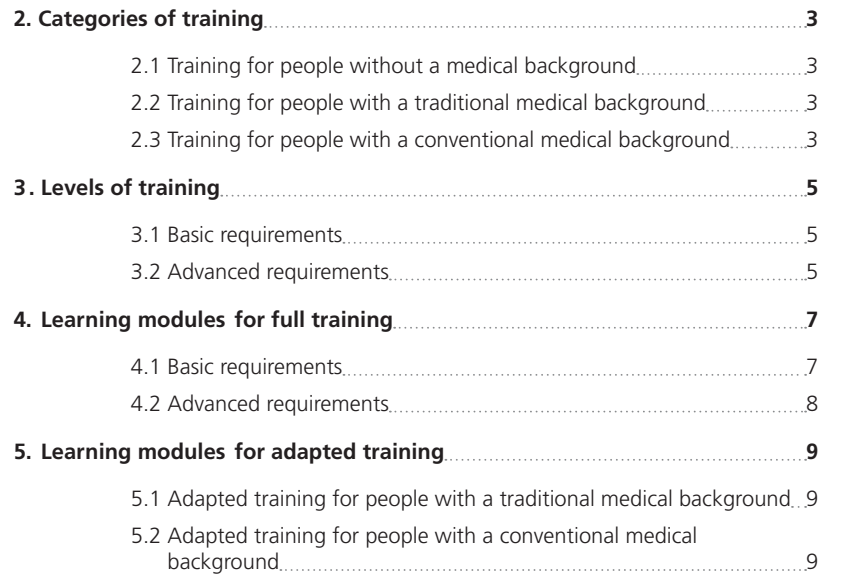 2. Categories of training 3
2.1 Training for people without a medical background 3
2.2 Training for people with a traditional medical background 3
2.3 Training for people with a conventional medical background 3
3. Levels of training 5
3.1 Basic requirements 5
3.2 Advanced requirements 5
4. Learning modules for full training 7
4.1 Basic requirements 7
4.2 Advanced requirements 8
5. Learning modules for adapted training 9
5.1 Adapted training for people with a traditional medical background 9
5.2 Adapted training for people with a conventional medical
background 9